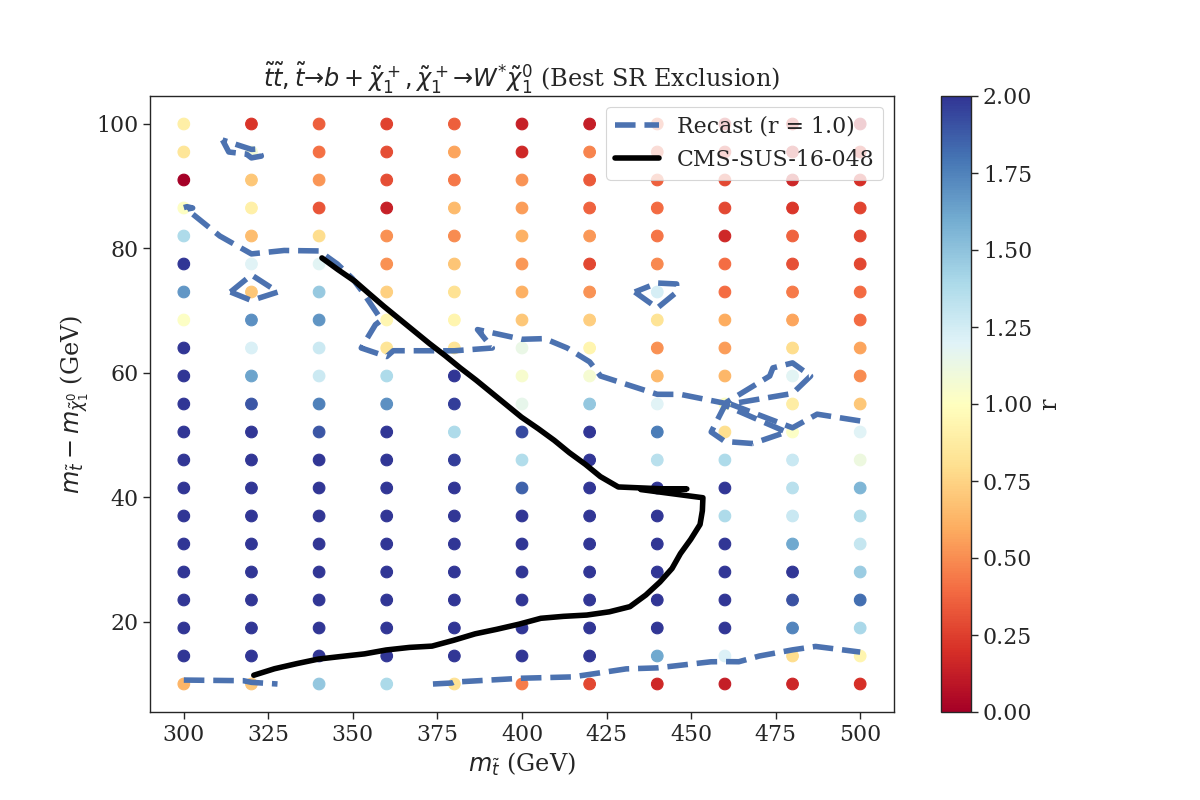 t̃t̃, t̃→b + χ̃₁⁺, χ̃₁⁺→W*χ̃₁⁰ (Best SR Exclusion)
Recast (r = 1.0)
CMS-SUS-16-048
100
80
60
40
20
m_t̃ − m_χ̃₁⁰ (GeV)
300 325 350 375 400 425 450 475 500
m_t̃ (GeV)
2.00
1.75
1.50
1.25
1.00
0.75
0.50
0.25
0.00
r